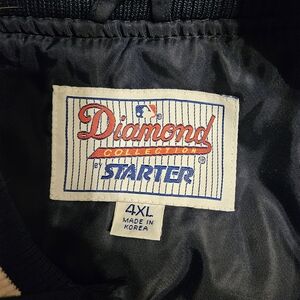 Diamond
COLLECTION
STARTER
4XL
MADE IN
KOREA